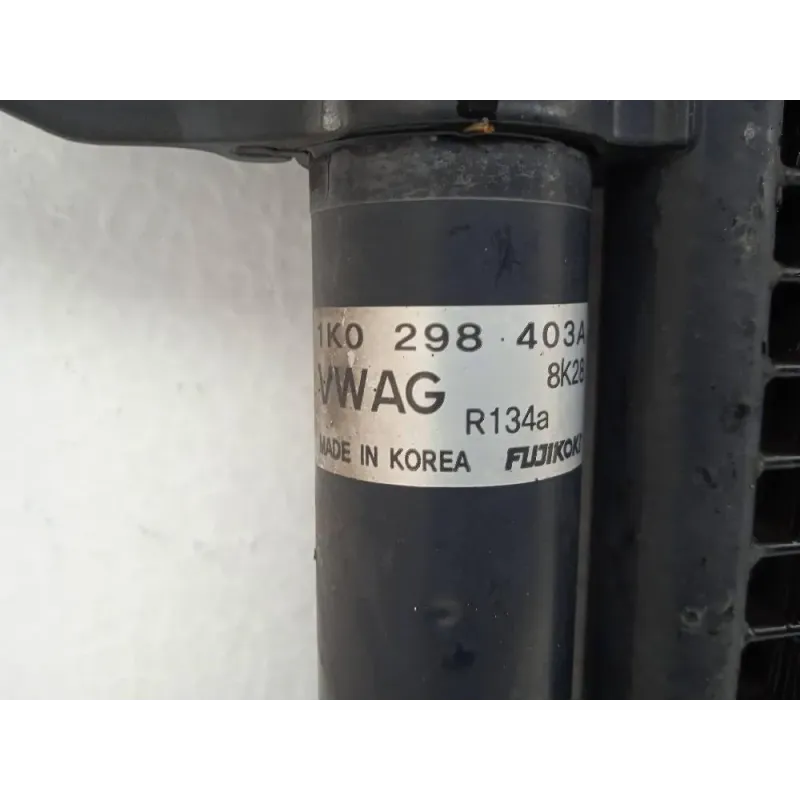 1K0 298 403A
8K28
VWAG
R134a
MADE IN KOREA FUJIKOKI